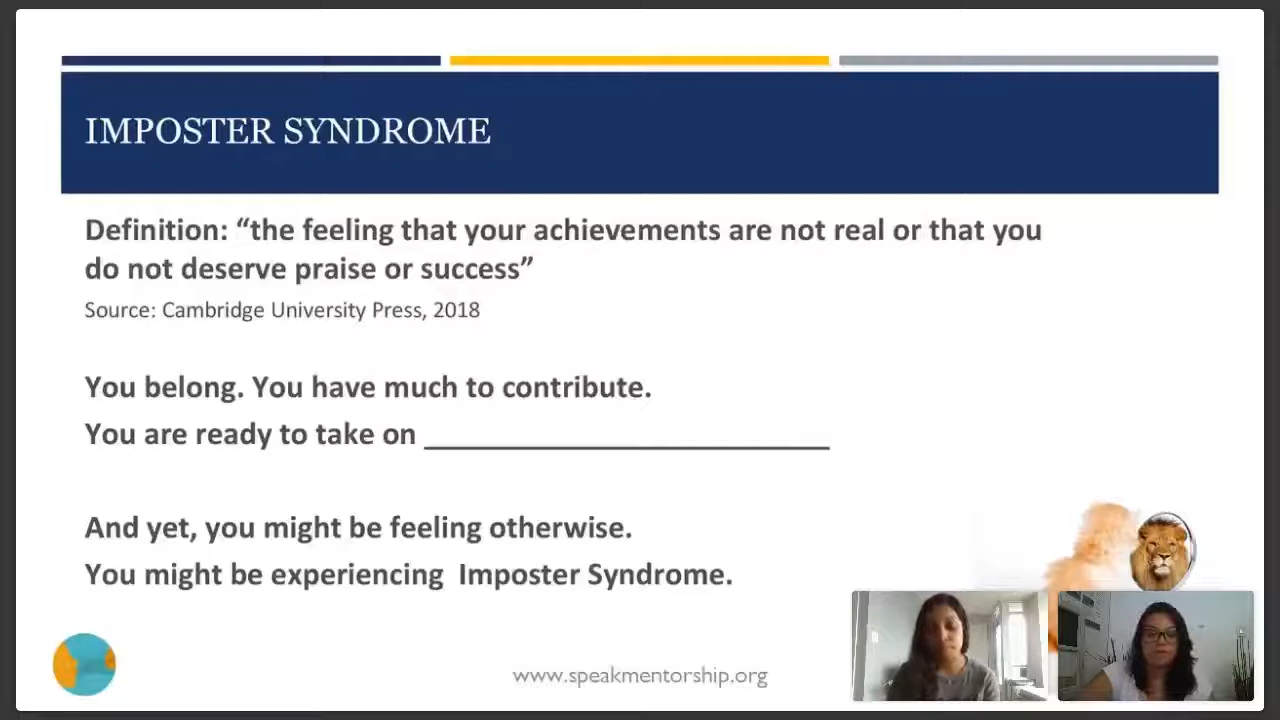 IMPOSTER SYNDROME
Definition: “the feeling that your achievements are not real or that you
do not deserve praise or success”
Source: Cambridge University Press, 2018
You belong. You have much to contribute.
You are ready to take on ___________________________
And yet, you might be feeling otherwise.
You might be experiencing  Imposter Syndrome.
www.speakmentorship.org